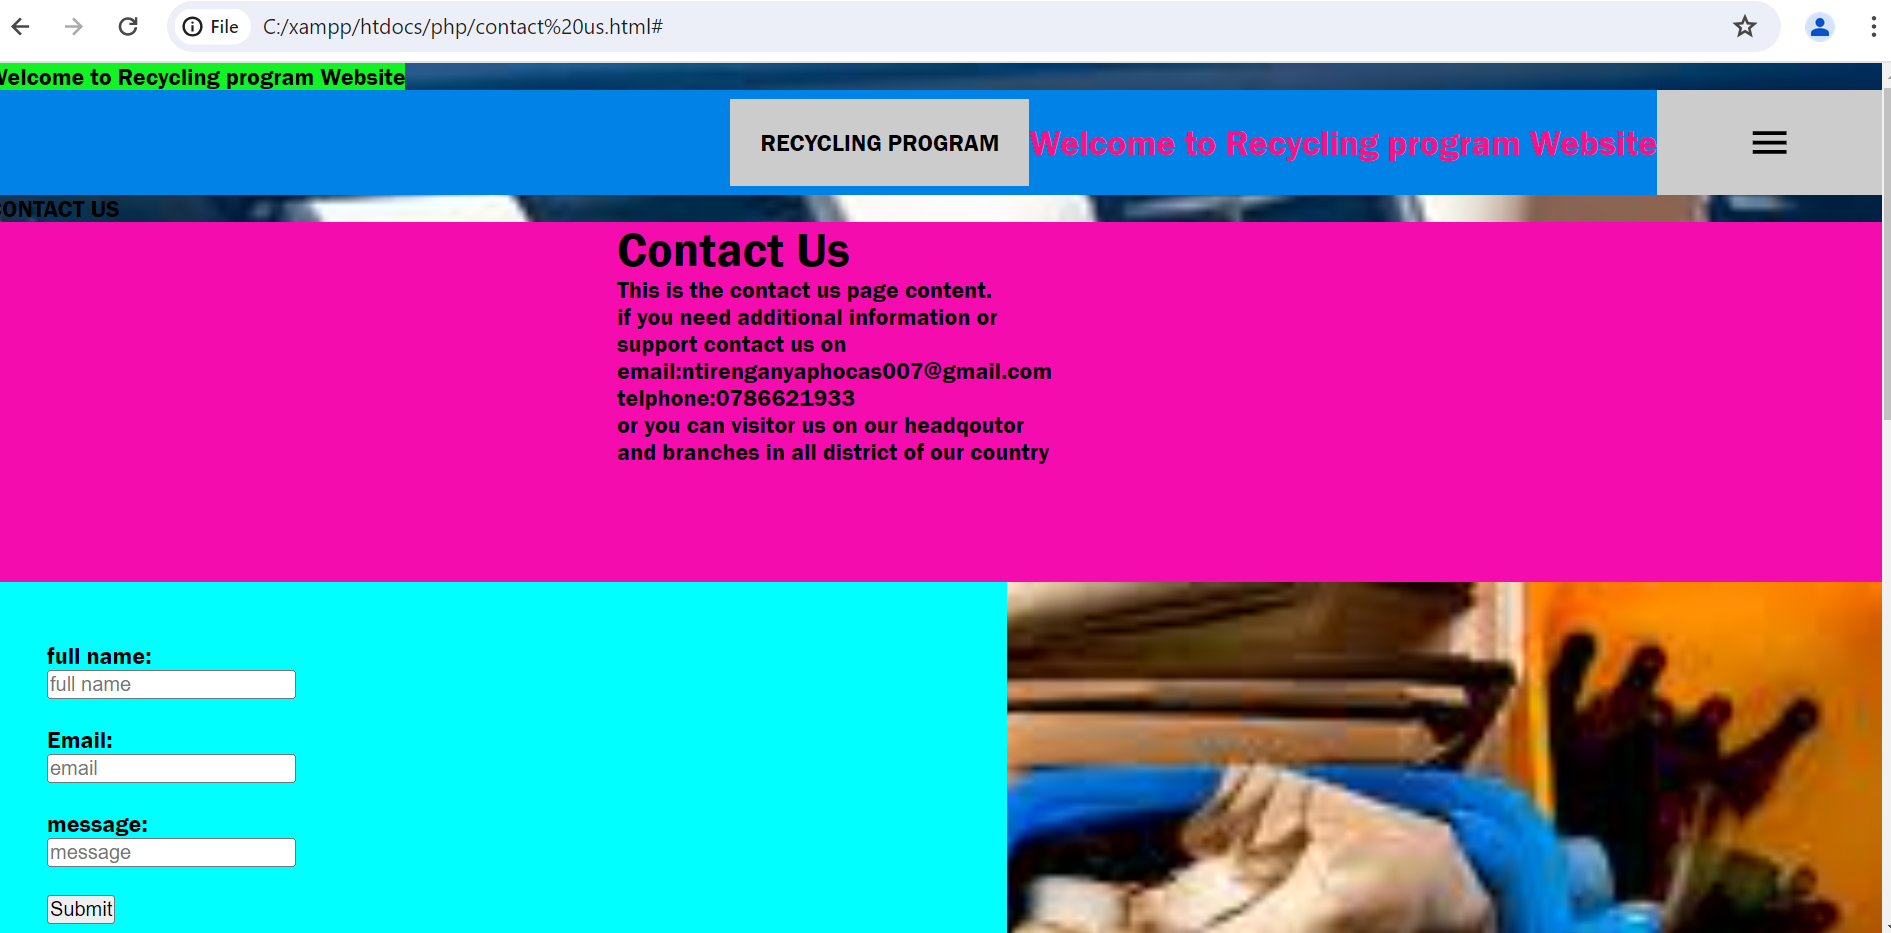 File C:/xampp/htdocs/php/contact%20us.html#
Welcome to Recycling program Website
RECYCLING PROGRAM Welcome to Recycling program Website
CONTACT US
Contact Us
This is the contact us page content.
if you need additional information or
support contact us on
email:ntirenganyaphocas007@gmail.com
telphone:0786621933
or you can visitor us on our headqoutor
and branches in all district of our country
full name:
full name
Email:
email
message:
message
Submit